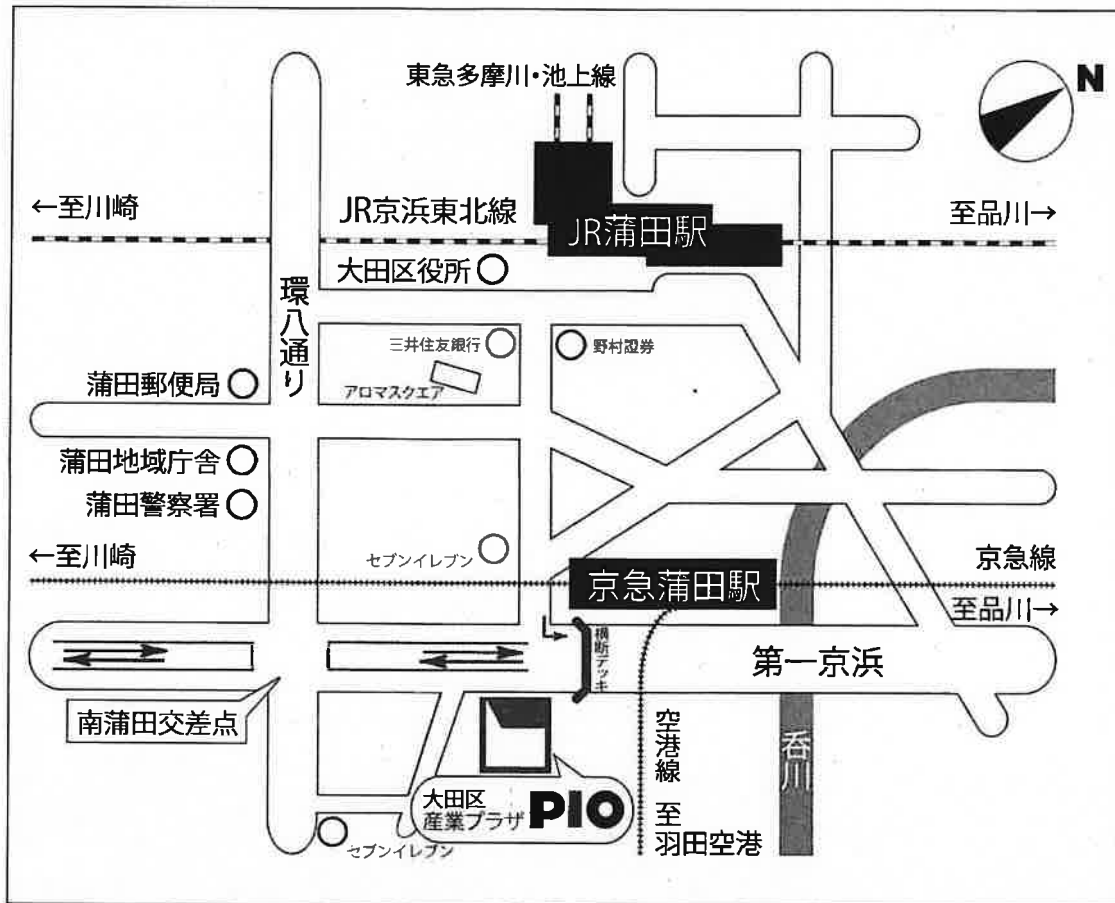 東急多摩川・池上線
N
←至川崎
JR京浜東北線
JR蒲田駅
至品川→
大田区役所
環八通り
三井住友銀行
野村證券
アロマスクエア
蒲田郵便局
蒲田地域庁舎
蒲田警察署
←至川崎
セブンイレブン
京急蒲田駅
京急線
至品川→
横断デッキ
第一京浜
南蒲田交差点
空港線 至
羽田空港
呑川
大田区
産業プラザ PIO
セブンイレブン